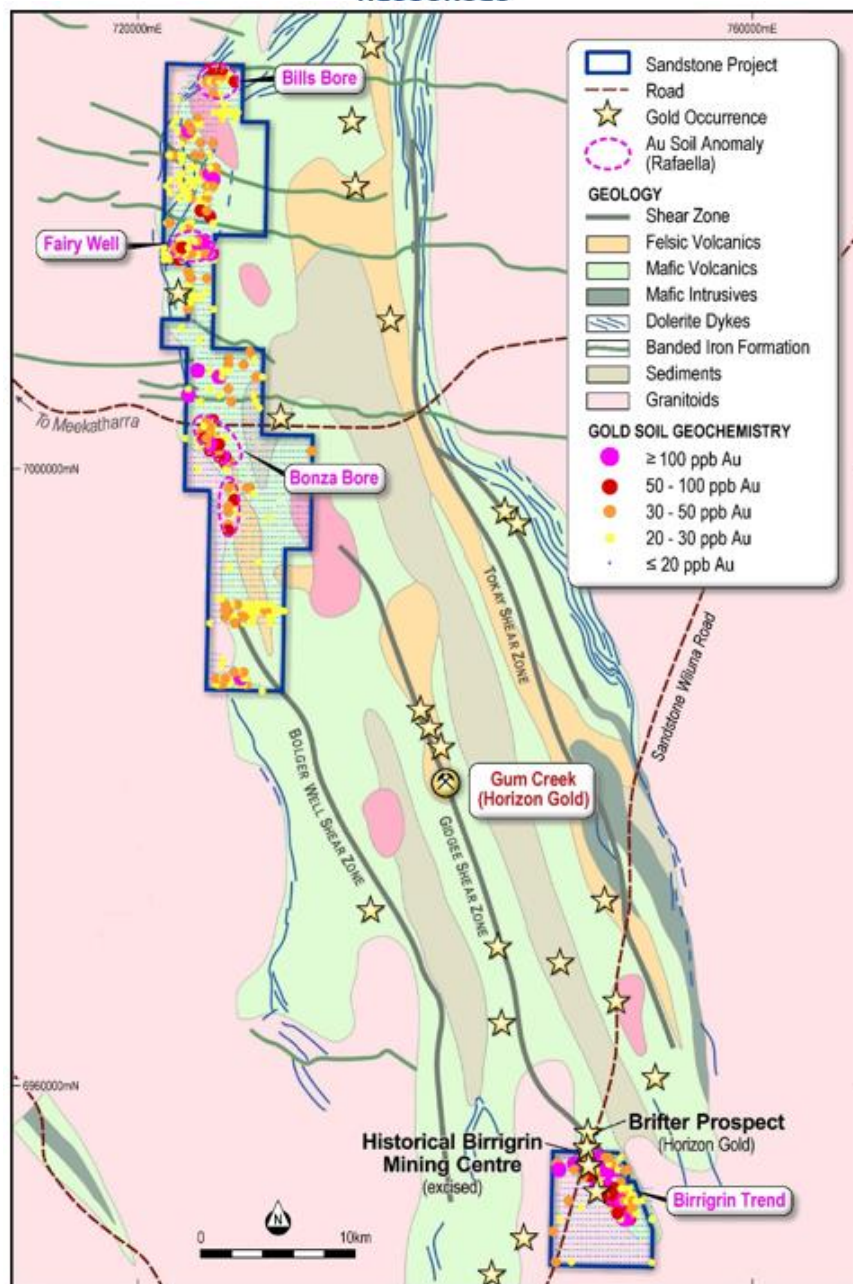 RESOURCES
720000mE
760000mE
Sandstone Project
Road
Gold Occurrence
Au Soil Anomaly
(Rafaella)
GEOLOGY
Shear Zone
Felsic Volcanics
Mafic Volcanics
Mafic Intrusives
Dolerite Dykes
Banded Iron Formation
Sediments
Granitoids
GOLD SOIL GEOCHEMISTRY
≥ 100 ppb Au
50 - 100 ppb Au
30 - 50 ppb Au
20 - 30 ppb Au
≤ 20 ppb Au
Bills Bore
Fairy Well
To Meekatharra
7000000mN
Bonza Bore
TOKAY SHEAR ZONE
Sandstone Wiluna Road
BOLGER WELL SHEAR ZONE
GIDGEE SHEAR ZONE
Gum Creek
(Horizon Gold)
6960000mN
Brifter Prospect
(Horizon Gold)
Historical Birrigrin
Mining Centre
(excised)
Birrigrin Trend
N
0
10km